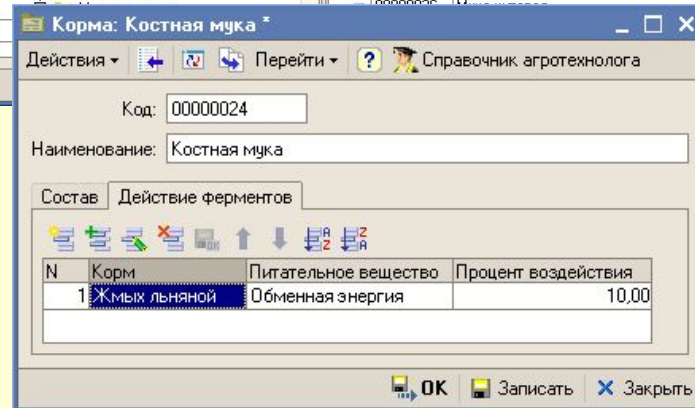 Корма: Костная мука *
Действия Перейти ? Справочник агротехнолога
Код: 00000024
Наименование: Костная мука
Состав Действие ферментов
N Корм Питательное вещество Процент воздействия
1 Жмых льняной Обменная энергия 10,00
OK Записать Закрыть